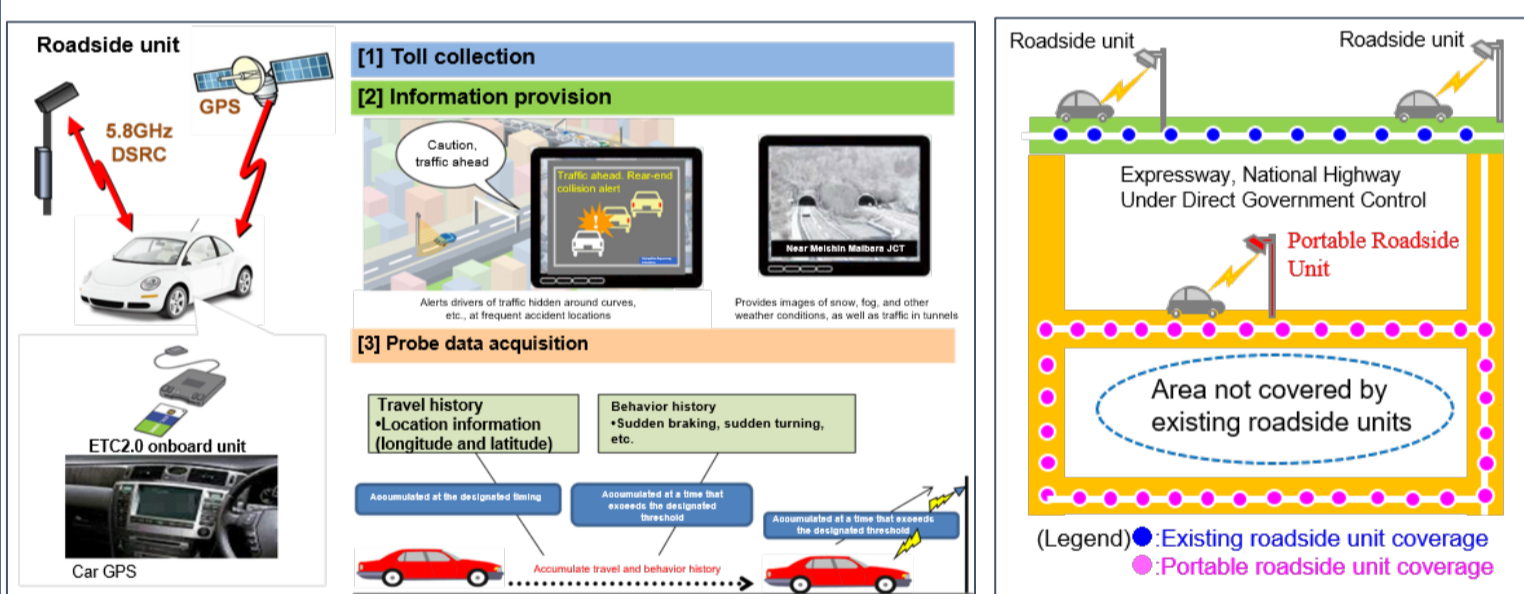 Roadside unit
GPS
5.8GHz
DSRC
ETC2.0 onboard unit
Car GPS
[1] Toll collection
[2] Information provision
Caution,
traffic ahead
Traffic ahead. Rear-end
collision alert
!
Near Meishin Maibara JCT
Alerts drivers of traffic hidden around curves,
etc., at frequent accident locations
Provides images of snow, fog, and other
weather conditions, as well as traffic in tunnels
[3] Probe data acquisition
Travel history
•Location information
(longitude and latitude)
Behavior history
•Sudden braking, sudden turning,
etc.
Accumulated at the designated timing
Accumulated at a time that
exceeds the designated
threshold
Accumulated at a time that exceeds
the designated threshold
Accumulate travel and behavior history
Roadside unit
Roadside unit
Expressway, National Highway
Under Direct Government Control
Portable Roadside
Unit
Area not covered by
existing roadside units
(Legend) :Existing roadside unit coverage
:Portable roadside unit coverage